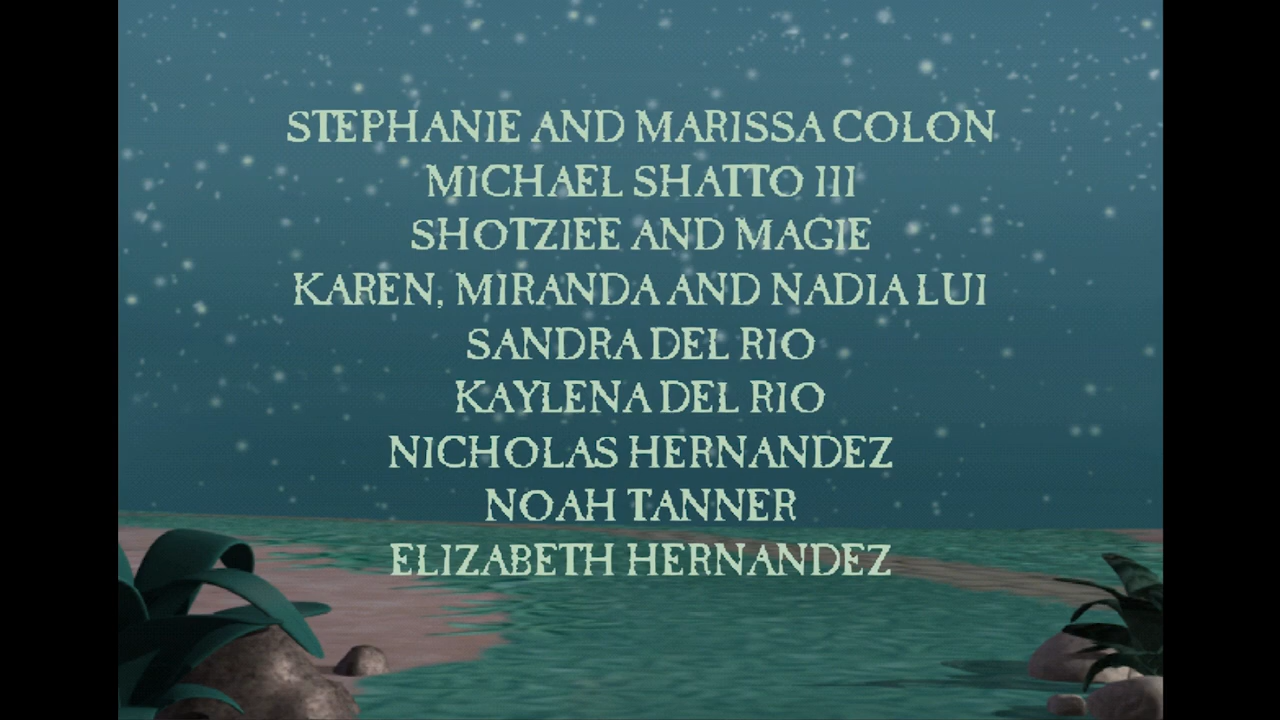 STEPHANIE AND MARISSA COLON
MICHAEL SHATTO III
SHOTZIEE AND MAGIE
KAREN, MIRANDA AND NADIA LUI
SANDRA DEL RIO
KAYLENA DEL RIO
NICHOLAS HERNANDEZ
NOAH TANNER
ELIZABETH HERNANDEZ